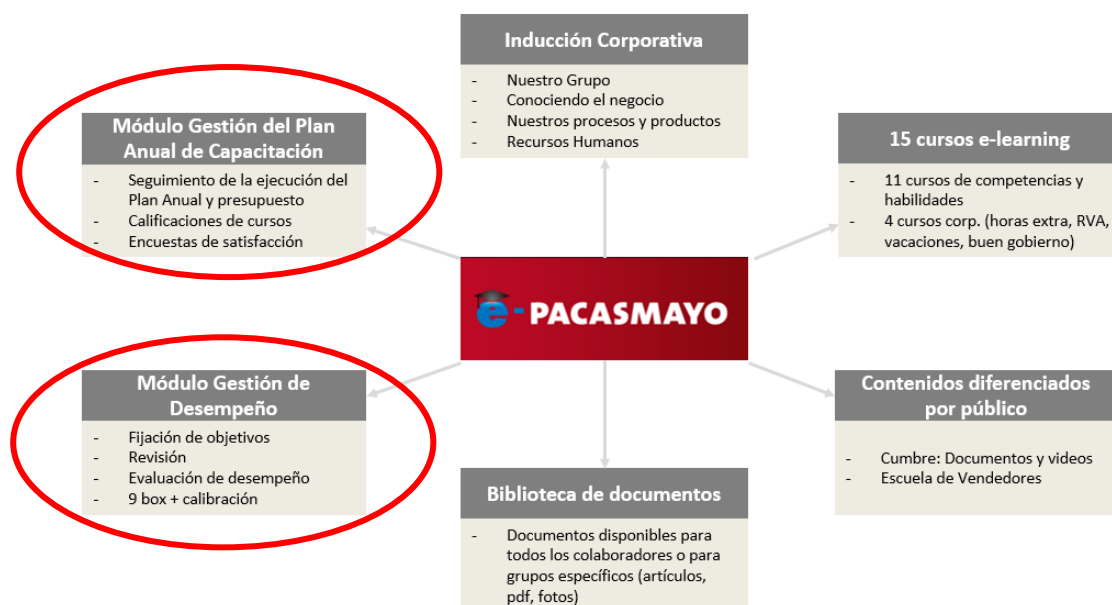 Inducción Corporativa
- Nuestro Grupo
- Conociendo el negocio
- Nuestros procesos y productos
- Recursos Humanos
Módulo Gestión del Plan
Anual de Capacitación
- Seguimiento de la ejecución del
Plan Anual y presupuesto
- Calificaciones de cursos
- Encuestas de satisfacción
15 cursos e-learning
- 11 cursos de competencias y
habilidades
- 4 cursos corp. (horas extra, RVA,
vacaciones, buen gobierno)
e-PACASMAYO
Módulo Gestión de
Desempeño
- Fijación de objetivos
- Revisión
- Evaluación de desempeño
- 9 box + calibración
Contenidos diferenciados
por público
- Cumbre: Documentos y videos
- Escuela de Vendedores
Biblioteca de documentos
- Documentos disponibles para
todos los colaboradores o para
grupos específicos (artículos,
pdf, fotos)